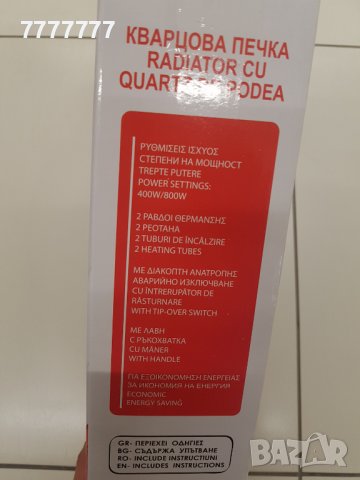 7777777
КВАРЦОВА ПЕЧКА
RADIATOR CU
QUARTZ PODEA
ΡΥΘΜΙΣΕΙΣ ΙΣΧΥΟΣ
СТЕПЕНИ НА МОЩНОСТ
TREPTE PUTERE
POWER SETTINGS:
400W/800W
2 ΡΑΒΔΟΙ ΘΕΡΜΑΝΣΗΣ
2 РЕОТАНА
2 TUBURI DE ÎNCĂLZIRE
2 HEATING TUBES
ΜΕ ΔΙΑΚΟΠΤΗ ΑΝΑΤΡΟΠΗΣ
АВАРИЙНО ИЗКЛЮЧВАНЕ
CU ÎNTRERUPĂTOR DE
RĂSTURNARE
WITH TIP-OVER SWITCH
ΜΕ ΛΑΒΗ
С РЪКОХВАТКА
CU MÂNER
WITH HANDLE
ΓΙΑ ΕΞΟΙΚΟΝΟΜΗΣΗ ΕΝΕΡΓΕΙΑΣ
ЗА ИКОНОМИЯ НА ЕНЕРГИЯ
ECONOMIC
ENERGY SAVING
GR- ΠΕΡΙΕΧΕΙ ΟΔΗΓΙΕΣ
BG- СЪДЪРЖА УПЪТВАНЕ
RO- INCLUDE INSTRUCTIUNI
EN- INCLUDES INSTRUCTIONS
bazar